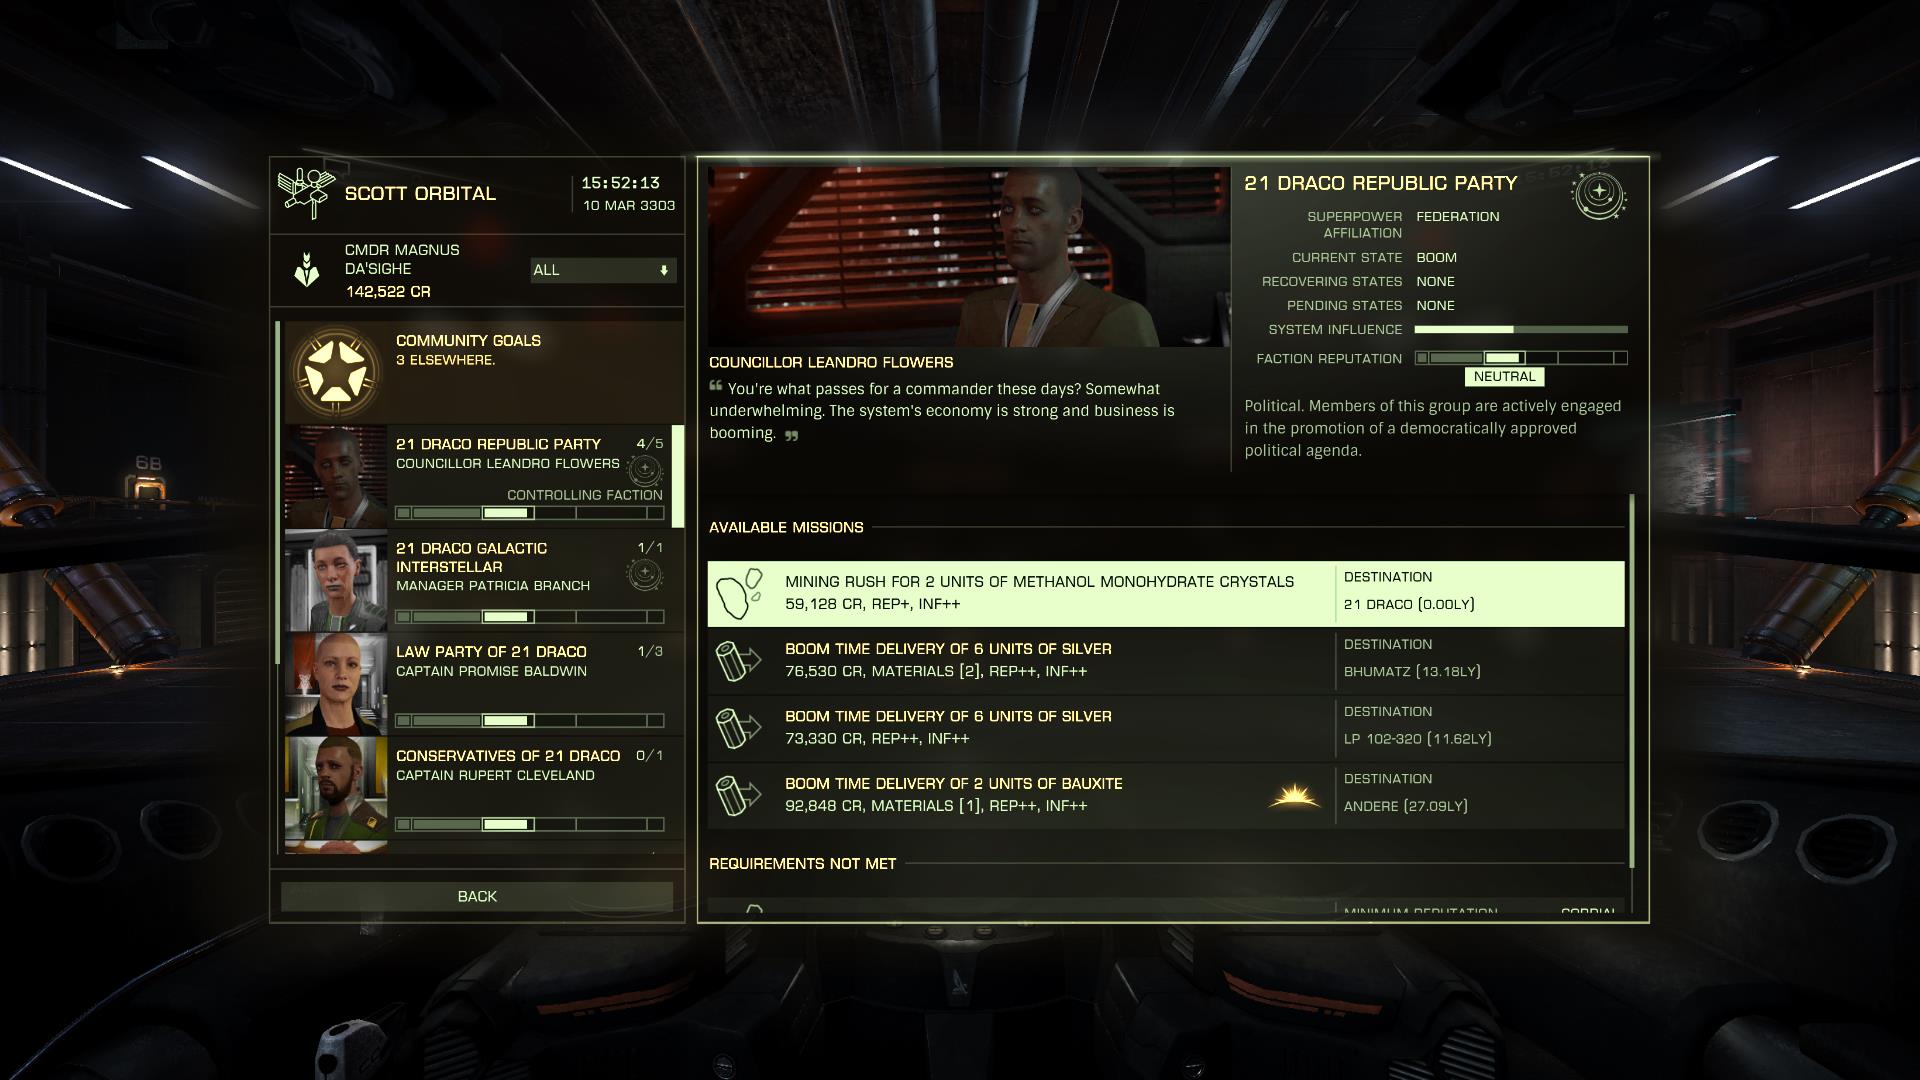 SCOTT ORBITAL
15:52:13
10 MAR 3303
CMDR MAGNUS
DA'SIGHE
142,522 CR
ALL
COMMUNITY GOALS
3 ELSEWHERE.
21 DRACO REPUBLIC PARTY 4/5
COUNCILLOR LEANDRO FLOWERS
CONTROLLING FACTION
21 DRACO GALACTIC 1/1
INTERSTELLAR
MANAGER PATRICIA BRANCH
LAW PARTY OF 21 DRACO 1/3
CAPTAIN PROMISE BALDWIN
CONSERVATIVES OF 21 DRACO 0/1
CAPTAIN RUPERT CLEVELAND
BACK
COUNCILLOR LEANDRO FLOWERS
“ You're what passes for a commander these days? Somewhat
underwhelming. The system's economy is strong and business is
booming. ”
21 DRACO REPUBLIC PARTY
SUPERPOWER FEDERATION
AFFILIATION
CURRENT STATE BOOM
RECOVERING STATES NONE
PENDING STATES NONE
SYSTEM INFLUENCE
FACTION REPUTATION
NEUTRAL
Political. Members of this group are actively engaged
in the promotion of a democratically approved
political agenda.
AVAILABLE MISSIONS
MINING RUSH FOR 2 UNITS OF METHANOL MONOHYDRATE CRYSTALS
59,128 CR, REP+, INF++
DESTINATION
21 DRACO (0.00LY)
BOOM TIME DELIVERY OF 6 UNITS OF SILVER
76,530 CR, MATERIALS [2], REP++, INF++
DESTINATION
BHUMATZ (13.18LY)
BOOM TIME DELIVERY OF 6 UNITS OF SILVER
73,330 CR, REP++, INF++
DESTINATION
LP 102-320 (11.62LY)
BOOM TIME DELIVERY OF 2 UNITS OF BAUXITE
92,848 CR, MATERIALS [1], REP++, INF++
DESTINATION
ANDERE (27.09LY)
REQUIREMENTS NOT MET
MINIMUM REPUTATION CORDIAL
6B